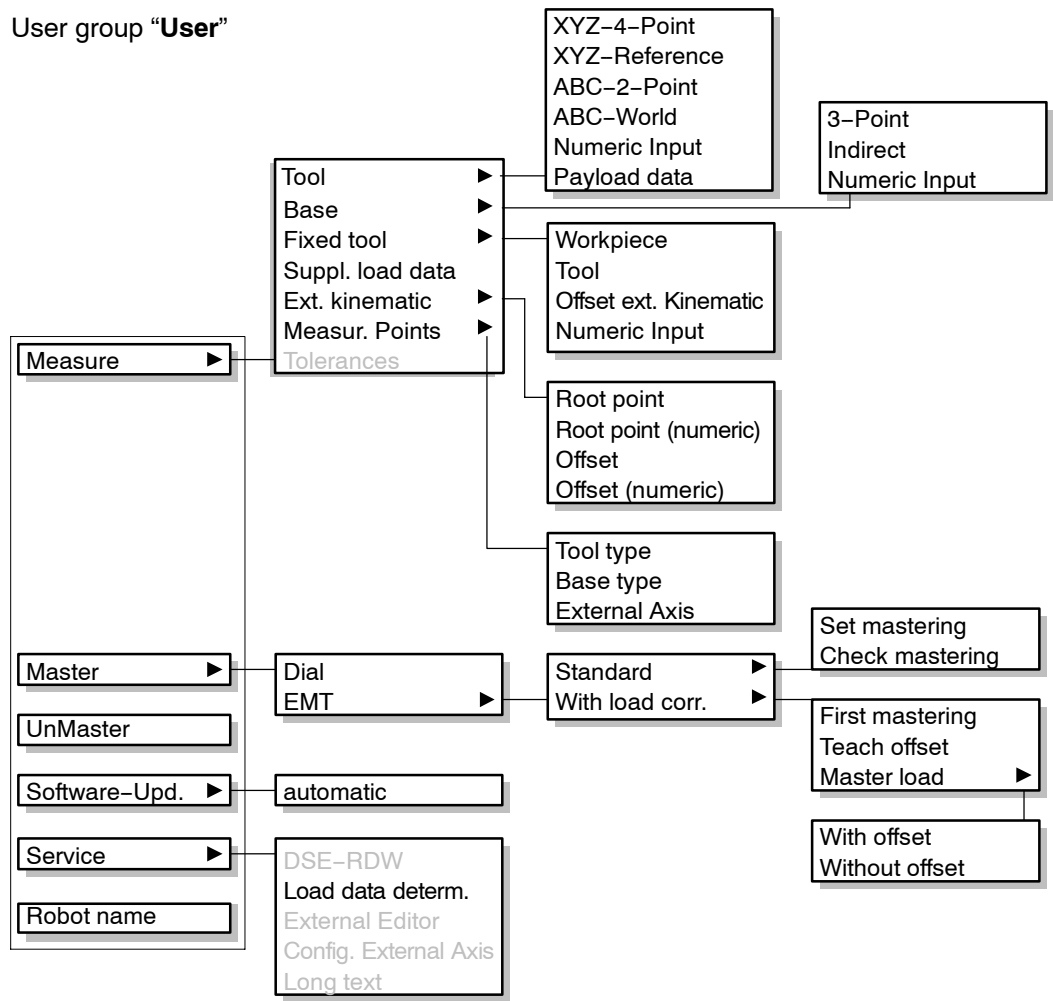 User group “User”
XYZ–4–Point
XYZ–Reference
ABC–2–Point
ABC–World
Numeric Input
Payload data
3–Point
Indirect
Numeric Input
Tool
Base
Fixed tool
Suppl. load data
Ext. kinematic
Measur. Points
Tolerances
Workpiece
Tool
Offset ext. Kinematic
Numeric Input
Measure
Root point
Root point (numeric)
Offset
Offset (numeric)
Tool type
Base type
External Axis
Master
Dial
EMT
Standard
With load corr.
Set mastering
Check mastering
UnMaster
First mastering
Teach offset
Master load
Software–Upd.
automatic
With offset
Without offset
Service
DSE–RDW
Load data determ.
External Editor
Config. External Axis
Long text
Robot name